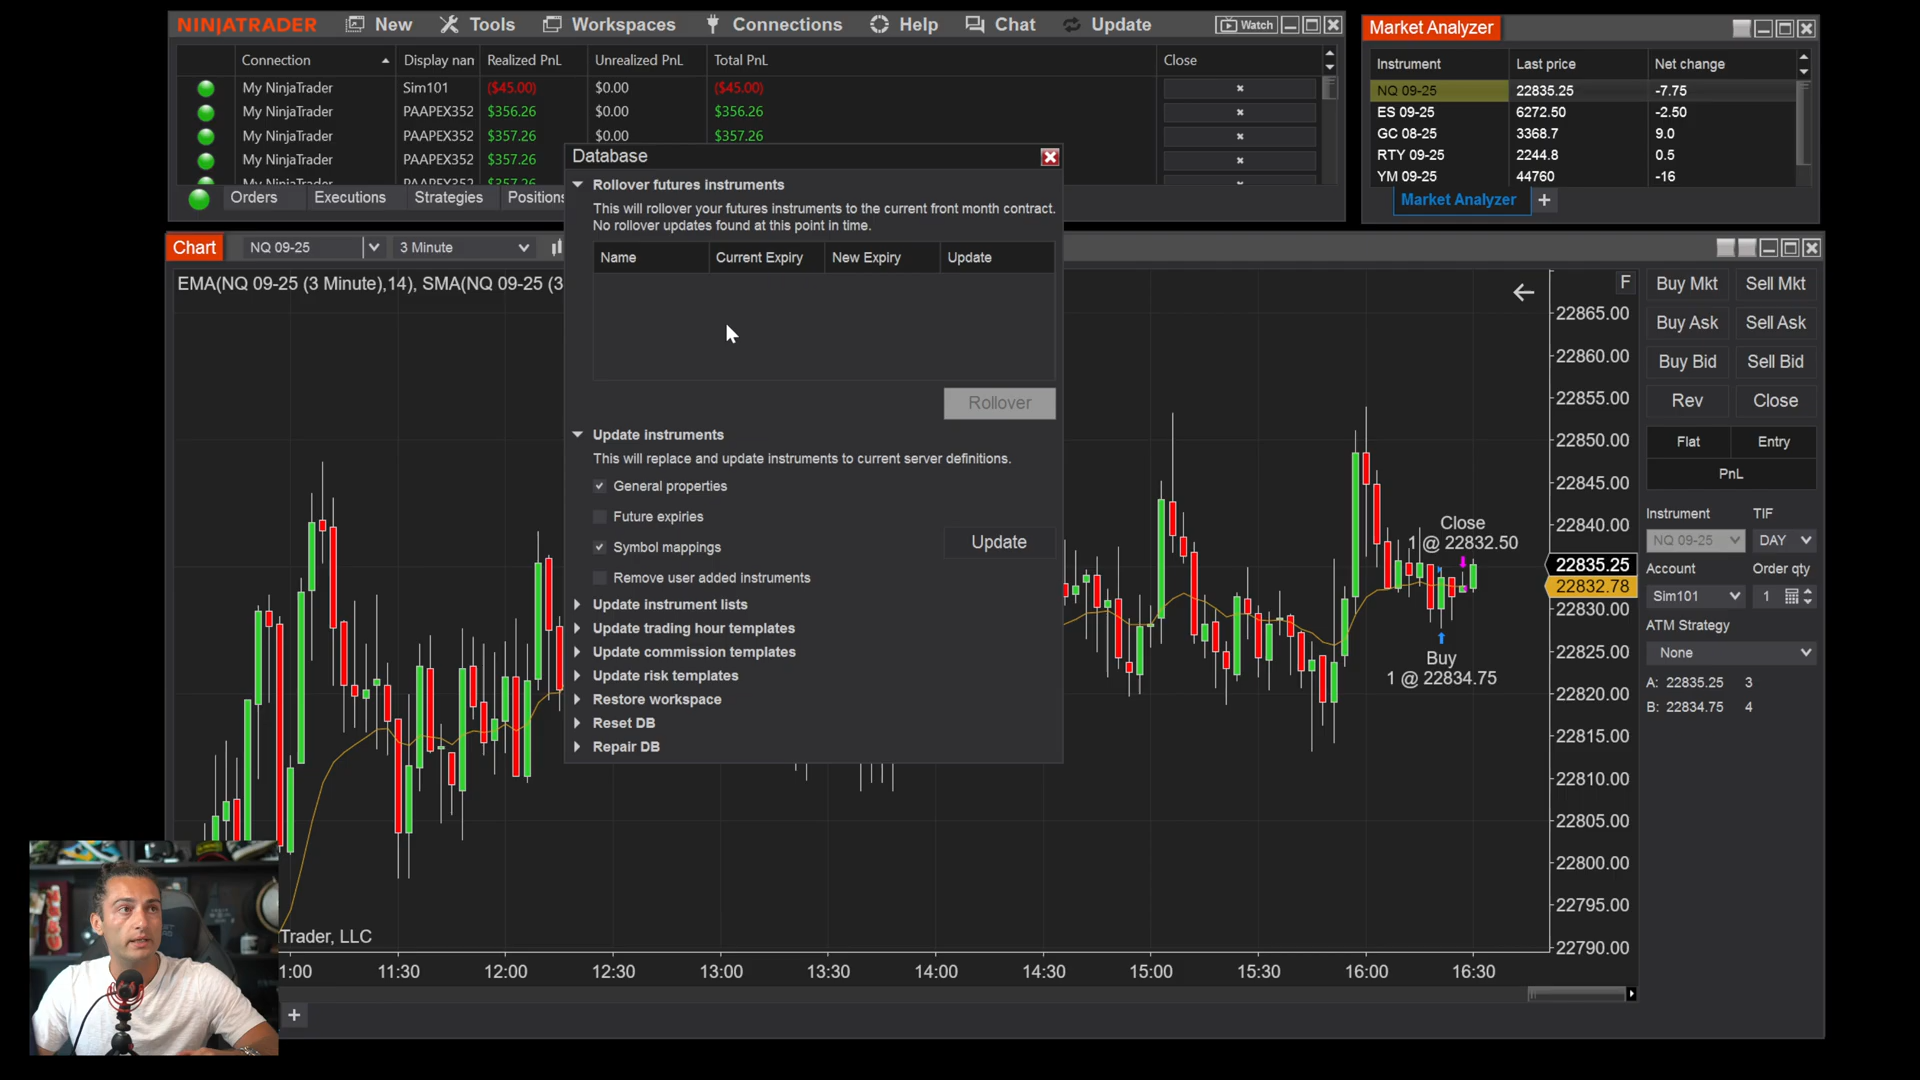 NINJATRADER New Tools Workspaces Connections Help Chat Update Watch
Connection Display nan Realized PnL Unrealized PnL Total PnL Close
My NinjaTrader Sim101 ($45.00) $0.00 ($45.00)
My NinjaTrader PAAPEX352 $356.26 $0.00 $356.26
My NinjaTrader PAAPEX352 $357.26 $0.00 $357.26
My NinjaTrader PAAPEX352 $357.26
My NinjaTrader PAAPEX352 $357.26
Orders Executions Strategies Positions
Market Analyzer
Instrument Last price Net change
NQ 09-25 22835.25 -7.75
ES 09-25 6272.50 -2.50
GC 08-25 3368.7 9.0
RTY 09-25 2244.8 0.5
YM 09-25 44760 -16
Market Analyzer +
Database
Rollover futures instruments
This will rollover your futures instruments to the current front month contract.
No rollover updates found at this point in time.
Name Current Expiry New Expiry Update
Rollover
Update instruments
This will replace and update instruments to current server definitions.
General properties
Future expiries
Symbol mappings
Update
Remove user added instruments
Update instrument lists
Update trading hour templates
Update commission templates
Update risk templates
Restore workspace
Reset DB
Repair DB
Chart NQ 09-25 3 Minute
EMA(NQ 09-25 (3 Minute),14), SMA(NQ 09-25 (3
F
22865.00
22860.00
22855.00
22850.00
22845.00
22840.00
22835.25
22832.78
22830.00
22825.00
22820.00
22815.00
22810.00
22805.00
22800.00
22795.00
22790.00
Close
1 @ 22832.50
Buy
1 @ 22834.75
Trader, LLC
1:00 11:30 12:00 12:30 13:00 13:30 14:00 14:30 15:00 15:30 16:00 16:30
+
Buy Mkt Sell Mkt
Buy Ask Sell Ask
Buy Bid Sell Bid
Rev Close
Flat Entry
PnL
Instrument TIF
NQ 09-25 DAY
Account Order qty
Sim101 1
ATM Strategy
None
A: 22835.25 3
B: 22834.75 4